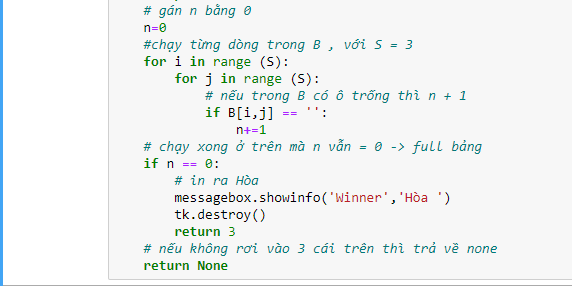 # gán n bằng 0
n=0
#chạy từng dòng trong B , với S = 3
for i in range (S):
    for j in range (S):
        # nếu trong B có ô trống thì n + 1
        if B[i,j] == '':
            n+=1
# chạy xong ở trên mà n vẫn = 0 -> full bảng
if n == 0:
    # in ra Hòa
    messagebox.showinfo('Winner','Hòa ')
    tk.destroy()
    return 3
# nếu không rơi vào 3 cái trên thì trả về none
return None